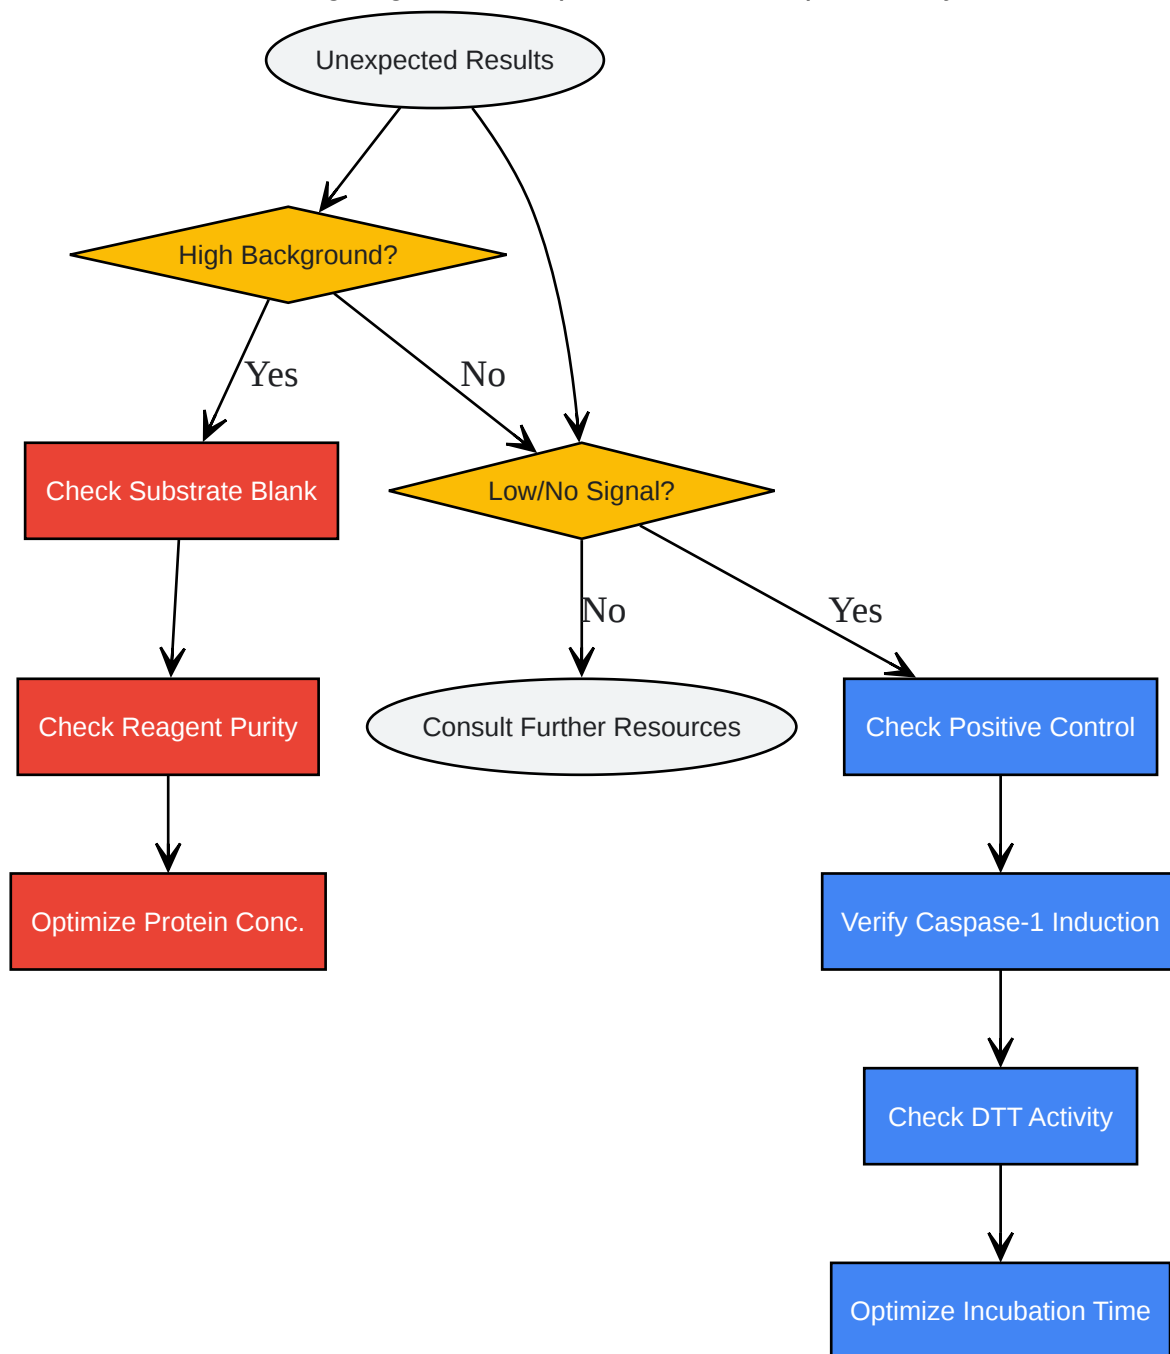 Unexpected Results
High Background?
Yes
No
Check Substrate Blank
Low/No Signal?
No
Yes
Check Reagent Purity
Consult Further Resources
Check Positive Control
Optimize Protein Conc.
Verify Caspase-1 Induction
Check DTT Activity
Optimize Incubation Time